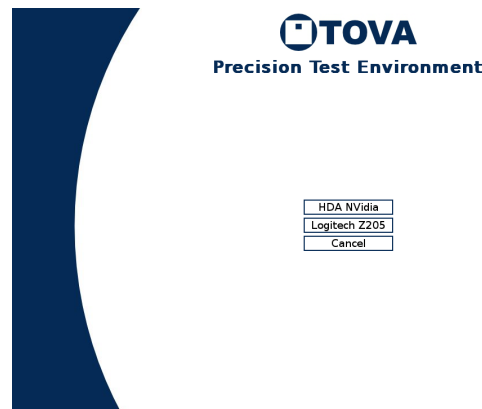 TOVA
Precision Test Environment
HDA NVidia
Logitech Z205
Cancel